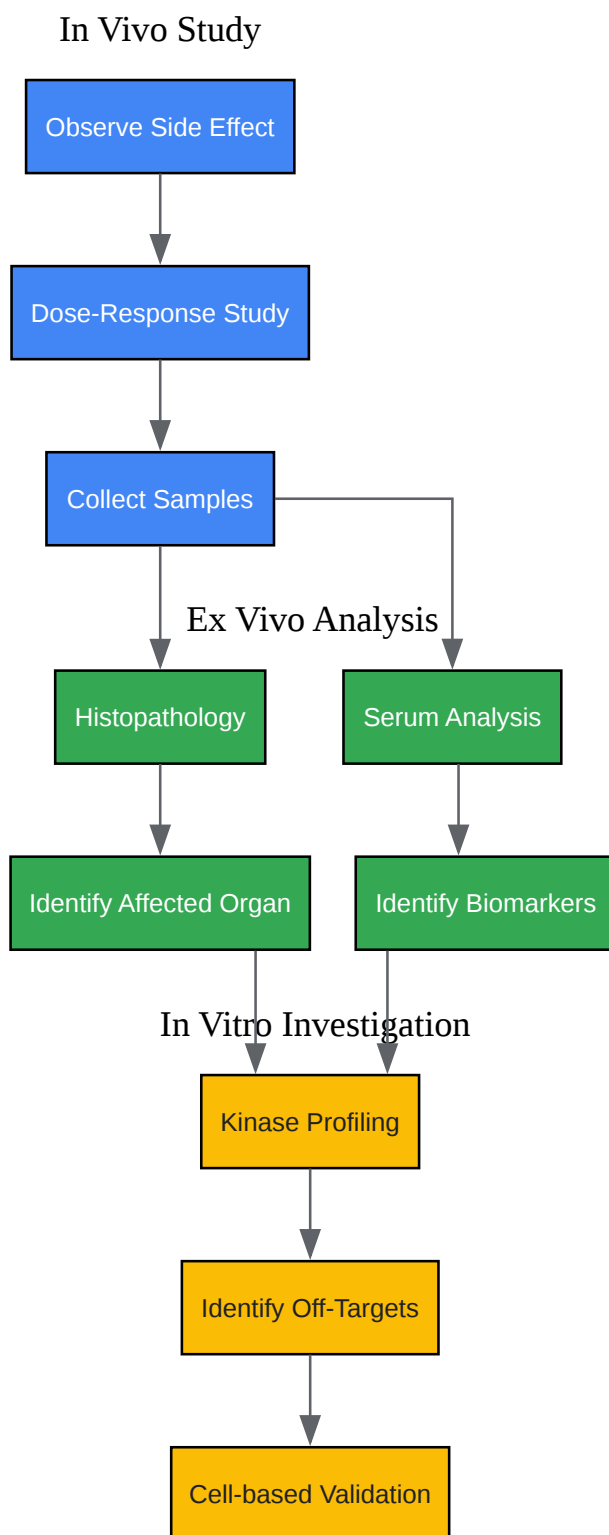 In Vivo Study
Observe Side Effect
Dose-Response Study
Collect Samples
Ex Vivo Analysis
Histopathology
Serum Analysis
Identify Affected Organ
Identify Biomarkers
In Vitro Investigation
Kinase Profiling
Identify Off-Targets
Cell-based Validation